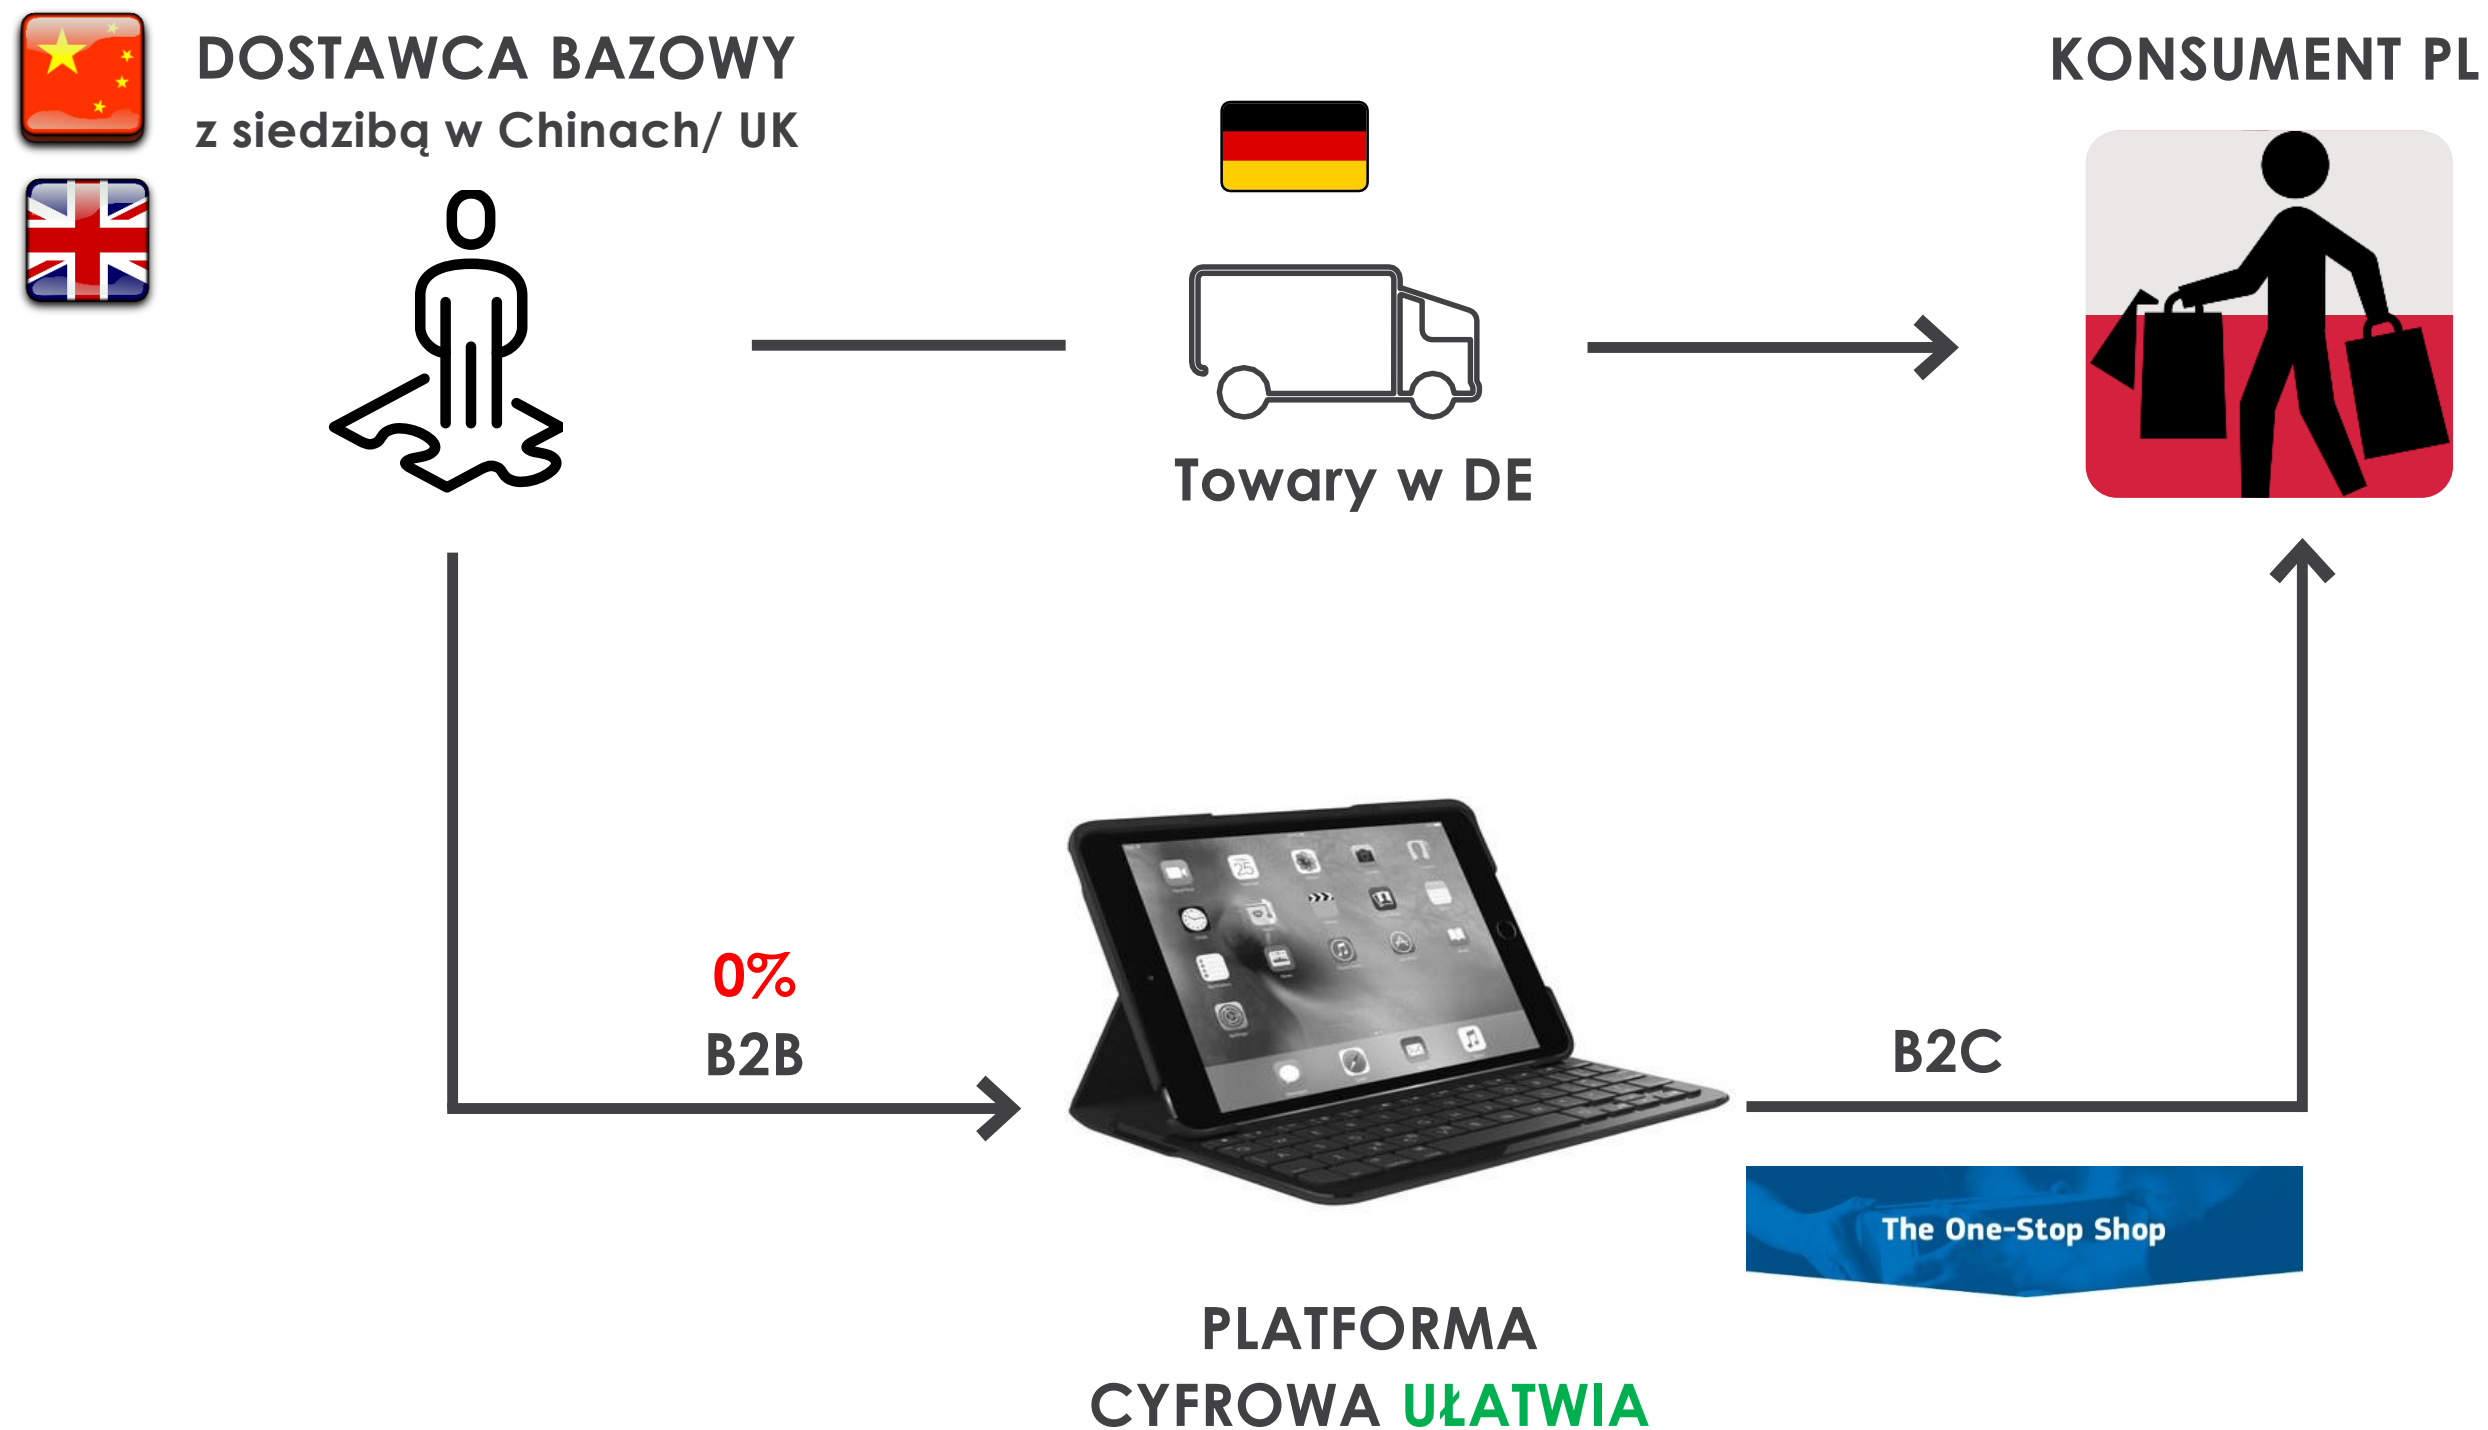 DOSTAWCA BAZOWY
z siedzibą w Chinach/ UK
KONSUMENT PL
Towary w DE
0%
B2B
B2C
The One-Stop Shop
PLATFORMA
CYFROWA UŁATWIA